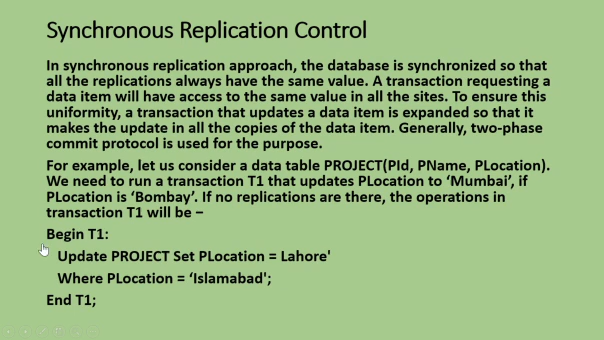 Synchronous Replication Control
In synchronous replication approach, the database is synchronized so that
all the replications always have the same value. A transaction requesting a
data item will have access to the same value in all the sites. To ensure this
uniformity, a transaction that updates a data item is expanded so that it
makes the update in all the copies of the data item. Generally, two-phase
commit protocol is used for the purpose.
For example, let us consider a data table PROJECT(PId, PName, PLocation).
We need to run a transaction T1 that updates PLocation to ‘Mumbai’, if
PLocation is ‘Bombay’. If no replications are there, the operations in
transaction T1 will be −
Begin T1:
Update PROJECT Set PLocation = Lahore'
Where PLocation = ‘Islamabad';
End T1;